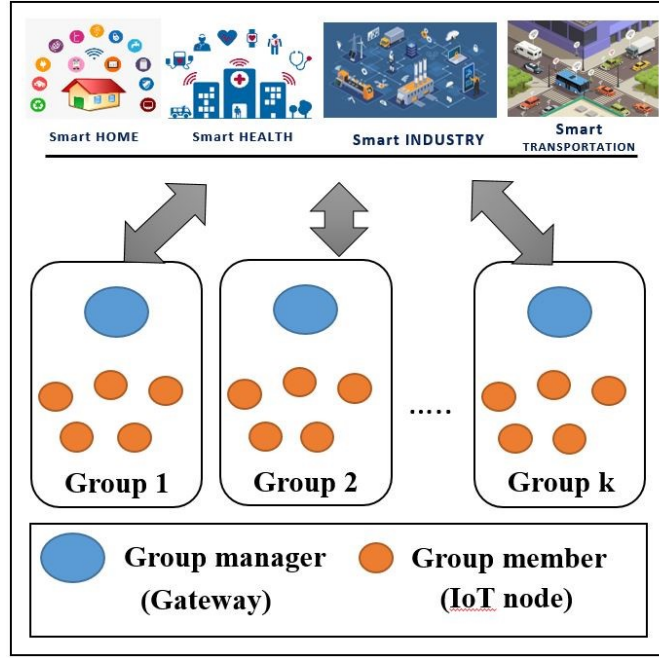 Smart HOME
Smart HEALTH
Smart INDUSTRY
Smart
TRANSPORTATION
.....
Group 1
Group 2
Group k
Group manager
(Gateway)
Group member
(IoT node)